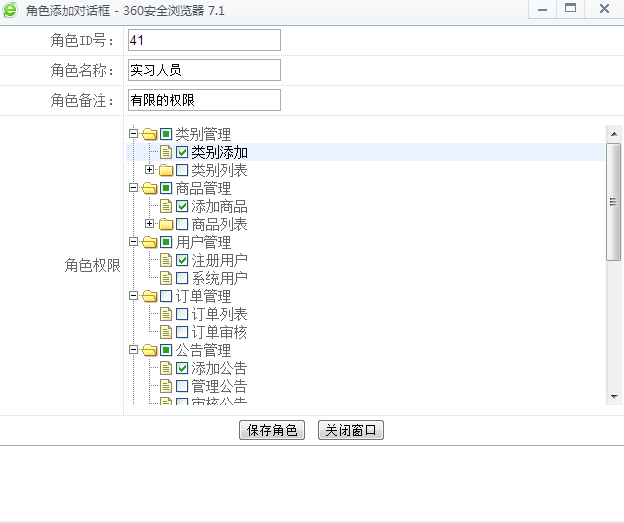 角色添加对话框 - 360安全浏览器 7.1
角色ID号： 41
角色名称： 实习人员
角色备注： 有限的权限
类别管理
类别添加
类别列表
商品管理
添加商品
商品列表
用户管理
注册用户
角色权限
系统用户
订单管理
订单列表
订单审核
公告管理
添加公告
管理公告
审核公告
保存角色 关闭窗口